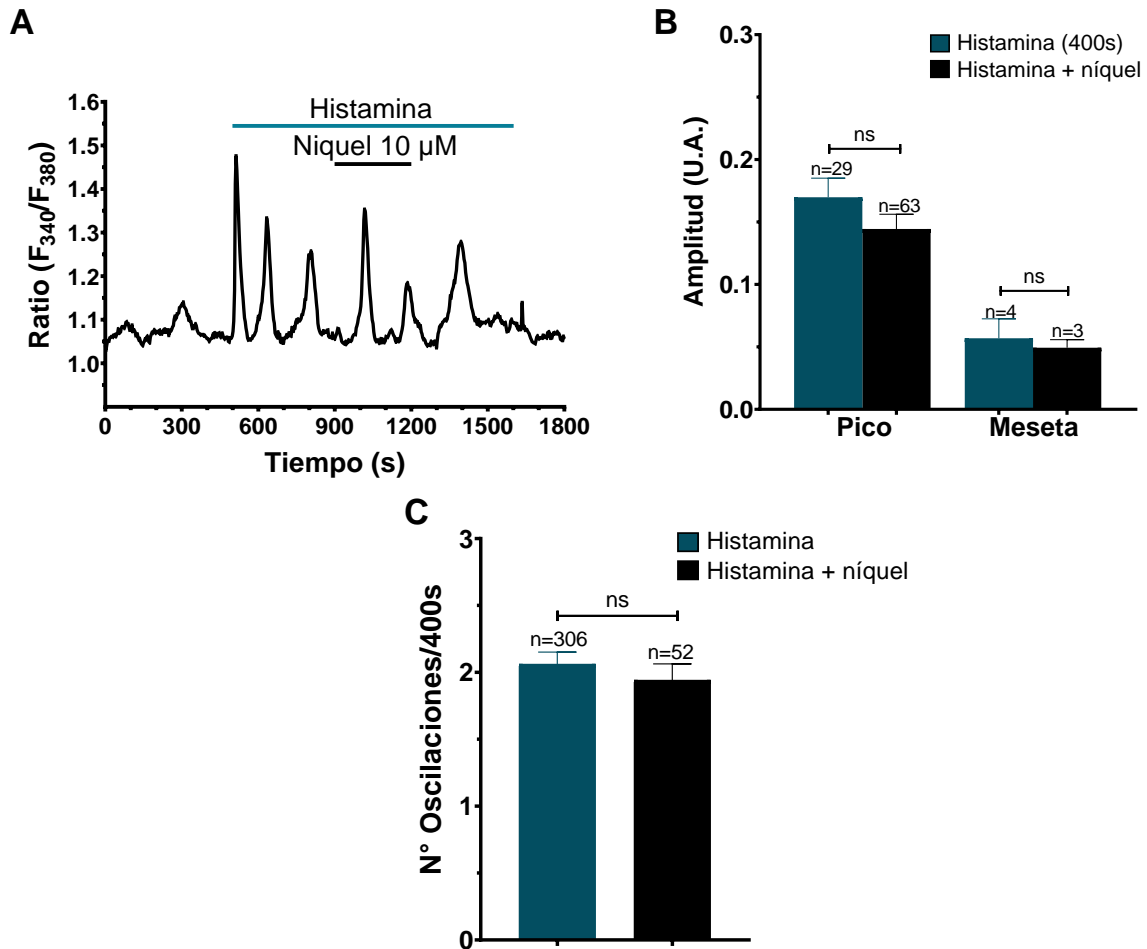 A
Histamina
Niquel 10 µM
Ratio (F340/F380)
1.6
1.5
1.4
1.3
1.2
1.1
1.0
0
300
600
900
1200
1500
1800
Tiempo (s)
B
Histamina (400s)
Histamina + níquel
Amplitud (U.A.)
0.3
0.2
0.1
0.0
ns
n=29
n=63
ns
n=4
n=3
Pico
Meseta
C
Histamina
Histamina + níquel
N° Oscilaciones/400s
3
2
1
0
ns
n=306
n=52